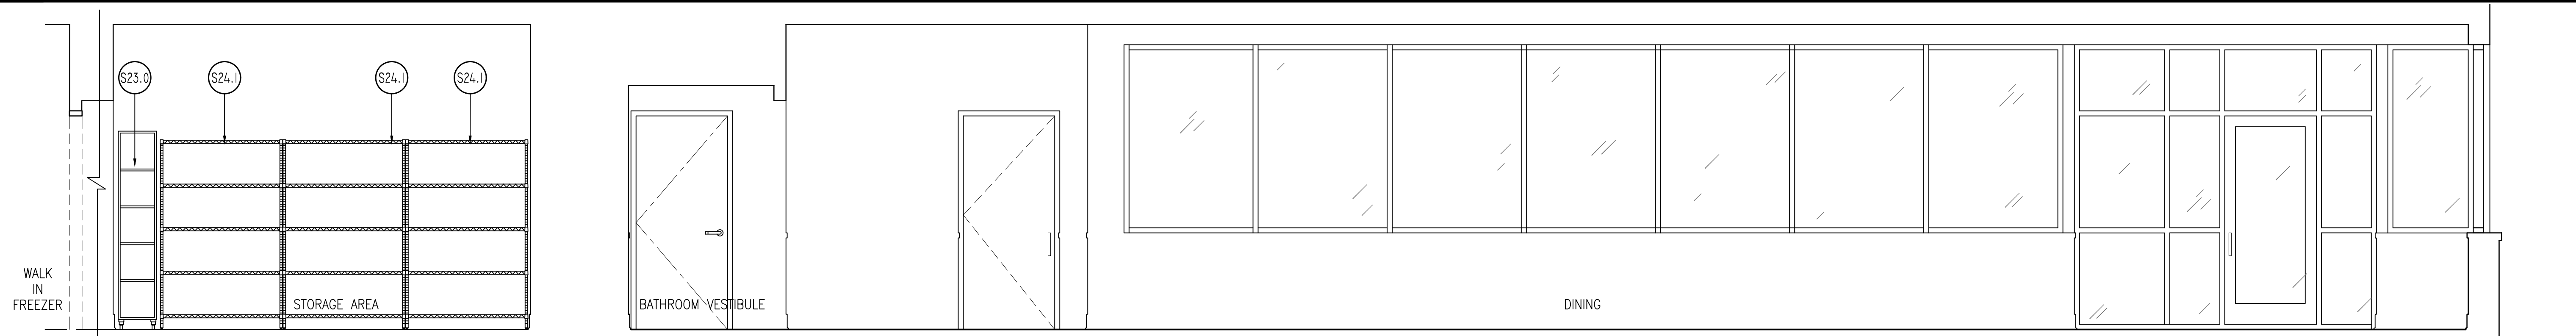 S23.0
S24.1
S24.1
S24.1
WALK
IN
FREEZER
STORAGE AREA
BATHROOM VESTIBULE
DINING